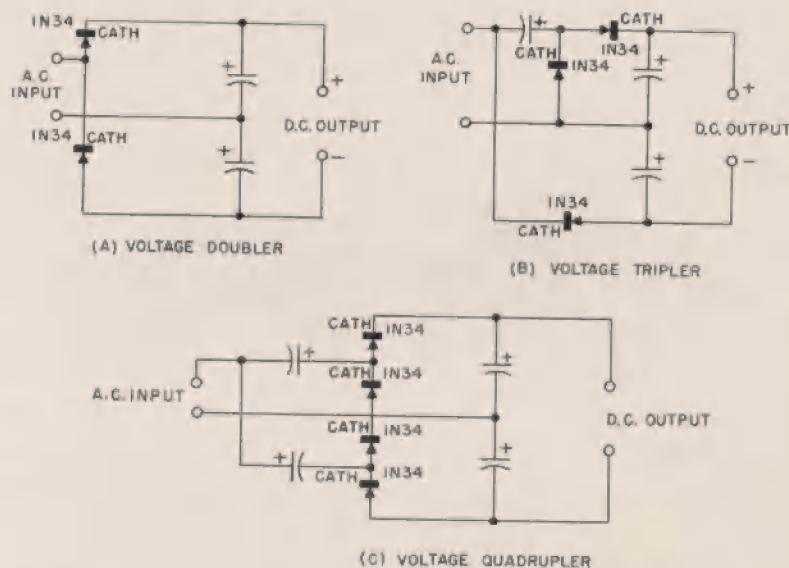 IN34
CATH
A.C.
INPUT
IN34
CATH
+
+
+
D.C. OUTPUT
−
(A) VOLTAGE DOUBLER
+
CATH
CATH
IN34
IN34
A.C.
INPUT
+
+
+
D.C. OUTPUT
−
IN34
CATH
(B) VOLTAGE TRIPLER
CATH
IN34
+
CATH
IN34
+
A.C. INPUT
CATH
IN34
D.C. OUTPUT
+
CATH
IN34
+
(C) VOLTAGE QUADRUPLER